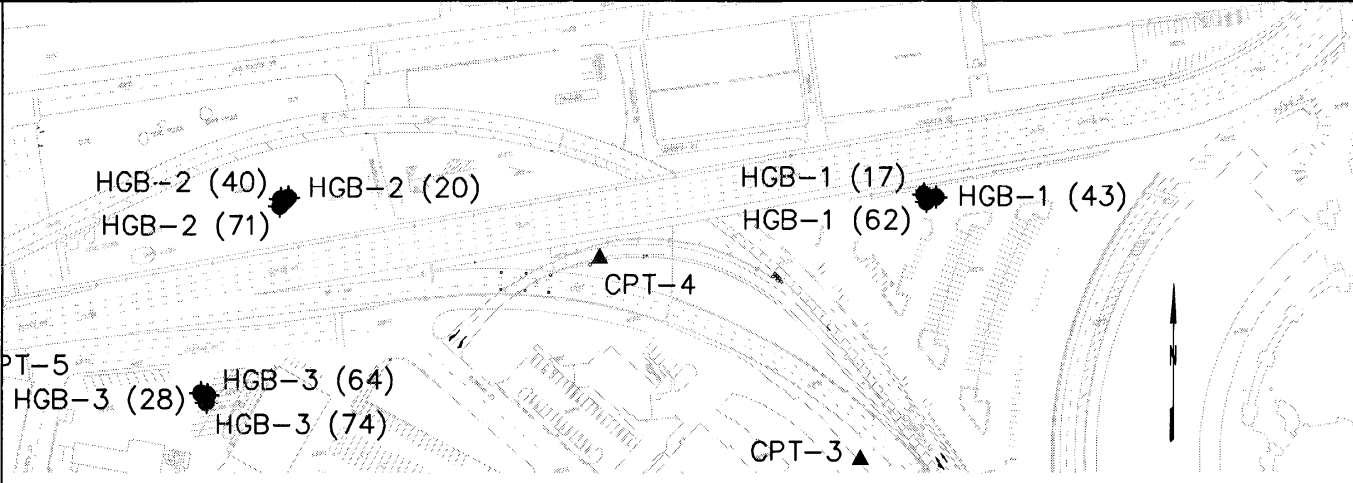 HGB-2 (40)
HGB-2 (20)
HGB-2 (71)
HGB-1 (17)
HGB-1 (43)
HGB-1 (62)
CPT-4
N
PT-5
HGB-3 (64)
HGB-3 (28)
HGB-3 (74)
CPT-3